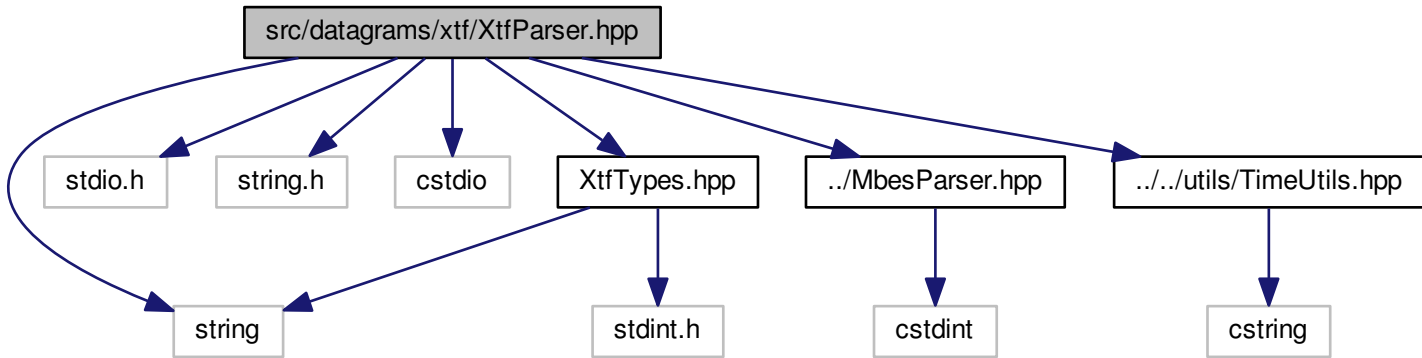 src/datagrams/xtf/XtfParser.hpp
stdio.h
string.h
cstdio
XtfTypes.hpp
../MbesParser.hpp
../../utils/TimeUtils.hpp
string
stdint.h
cstdint
cstring